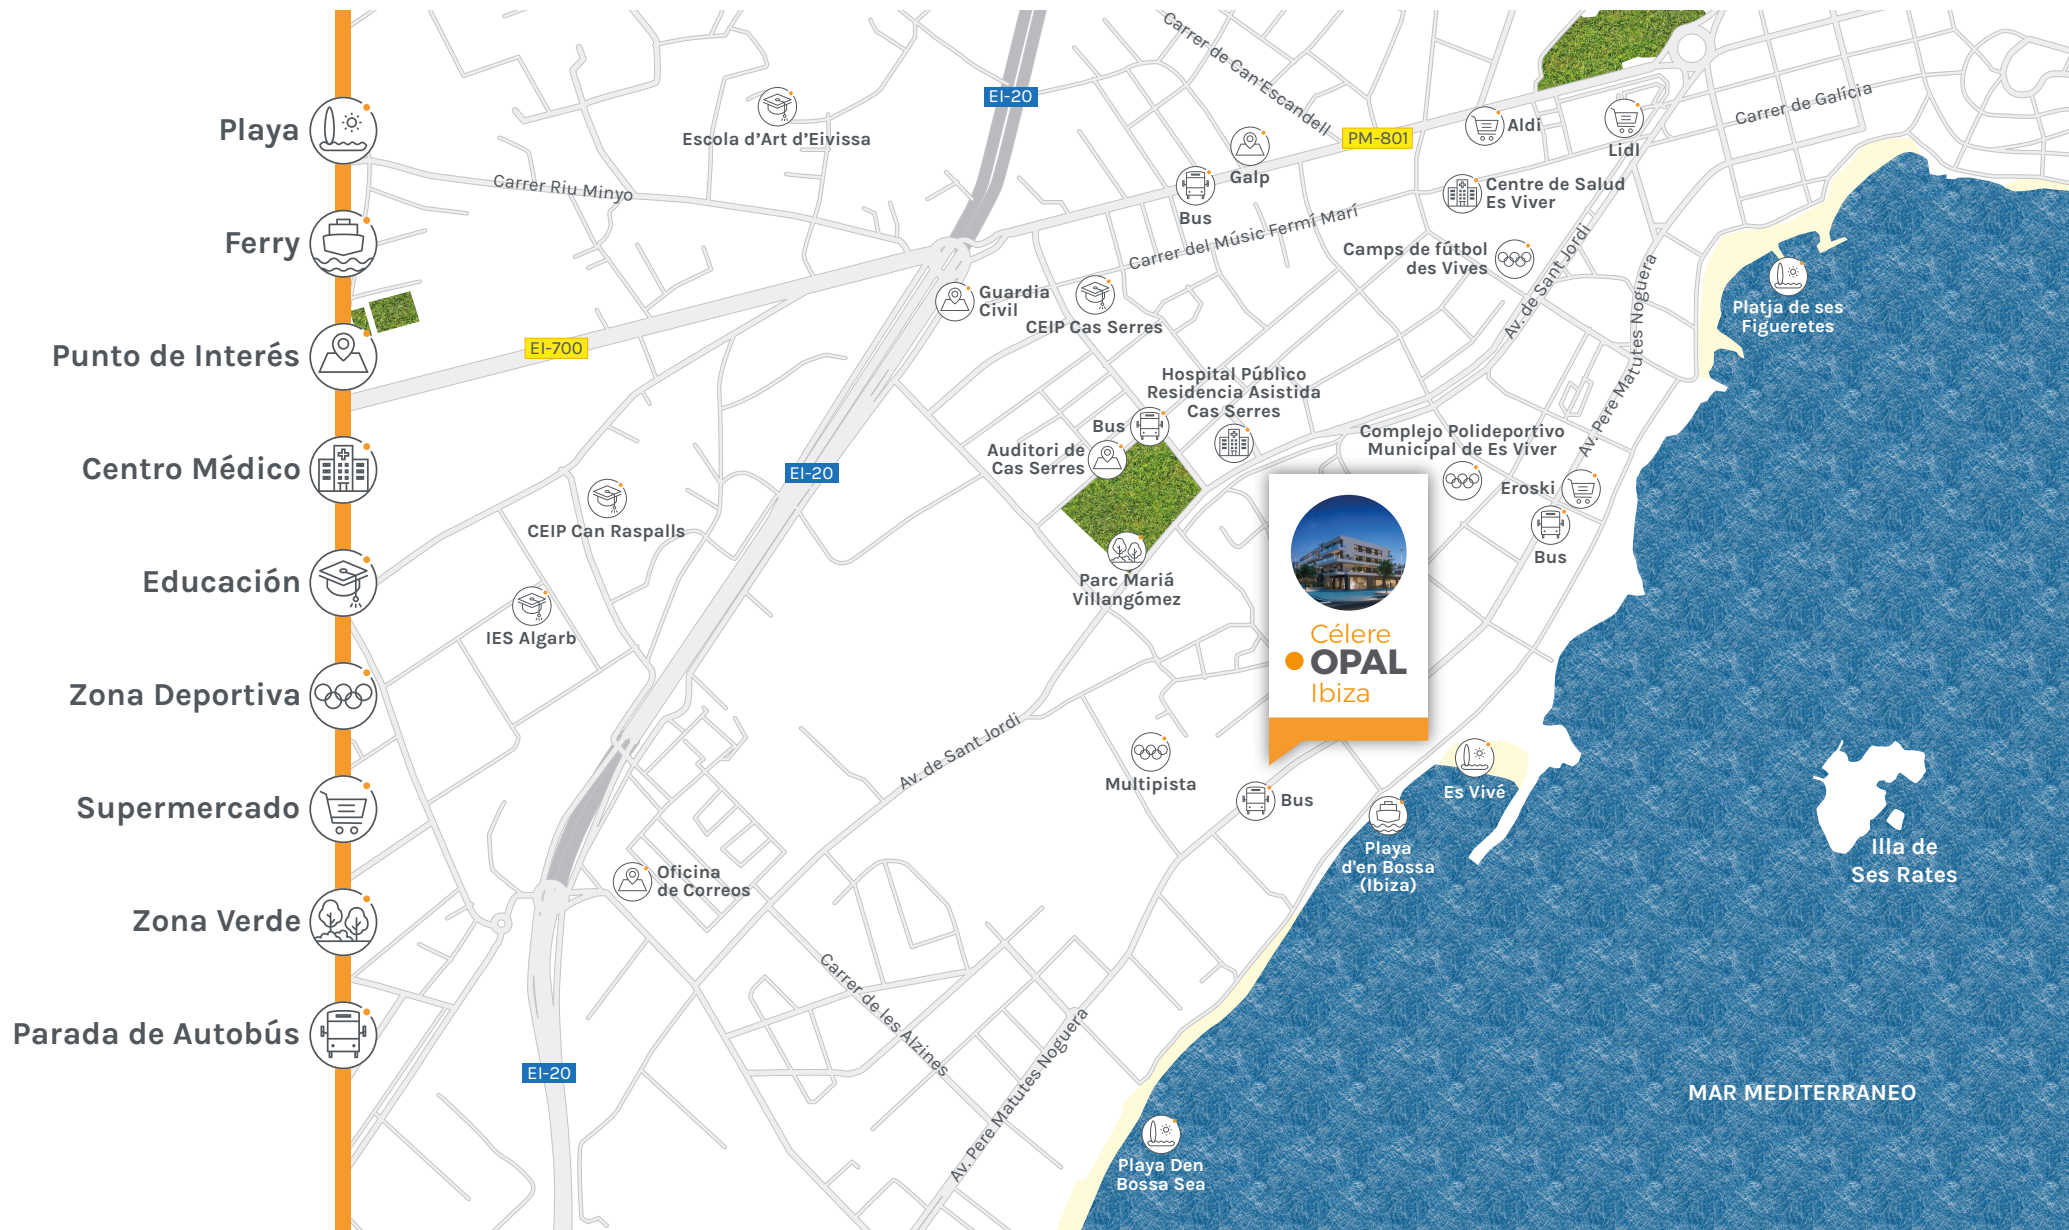 Playa
Ferry
Punto de Interés
Centro Médico
Educación
Zona Deportiva
Supermercado
Zona Verde
Parada de Autobús
EI-20
Carrer de Can'Escandell
Escola d'Art d'Eivissa
PM-801
Aldi
Lidl
Carrer de Galícia
Galp
Bus
Carrer Riu Minyo
Centre de Salud
Es Viver
Carrer del Músic Fermí Marí
Camps de fútbol
des Vives
Av. de Sant Jordi
Av. Pere Matutes Noguera
Guardia
Civil
CEIP Cas Serres
Platja de ses
Figueretes
EI-700
Hospital Público
Residencia Asistida
Cas Serres
Bus
Auditori de
Cas Serres
Complejo Polideportivo
Municipal de Es Viver
Eroski
Bus
EI-20
CEIP Can Raspalls
Parc Mariá
Villangómez
IES Algarb
Célere
OPAL
Ibiza
Av. de Sant Jordi
Multipista
Bus
Es Vivé
Playa
d'en Bossa
(Ibiza)
Illa de
Ses Rates
Oficina
de Correos
Carrer de les Alzines
Av. Pere Matutes Noguera
EI-20
MAR MEDITERRANEO
Playa Den
Bossa Sea